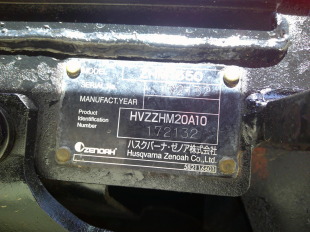 MODEL
MANUFACT.YEAR
Product
Identification
Number
HVZZHM20A10
172132
ZENOAH
ハスクバーナ・ゼノア株式会社
Husqvarna Zenoah Co., Ltd.